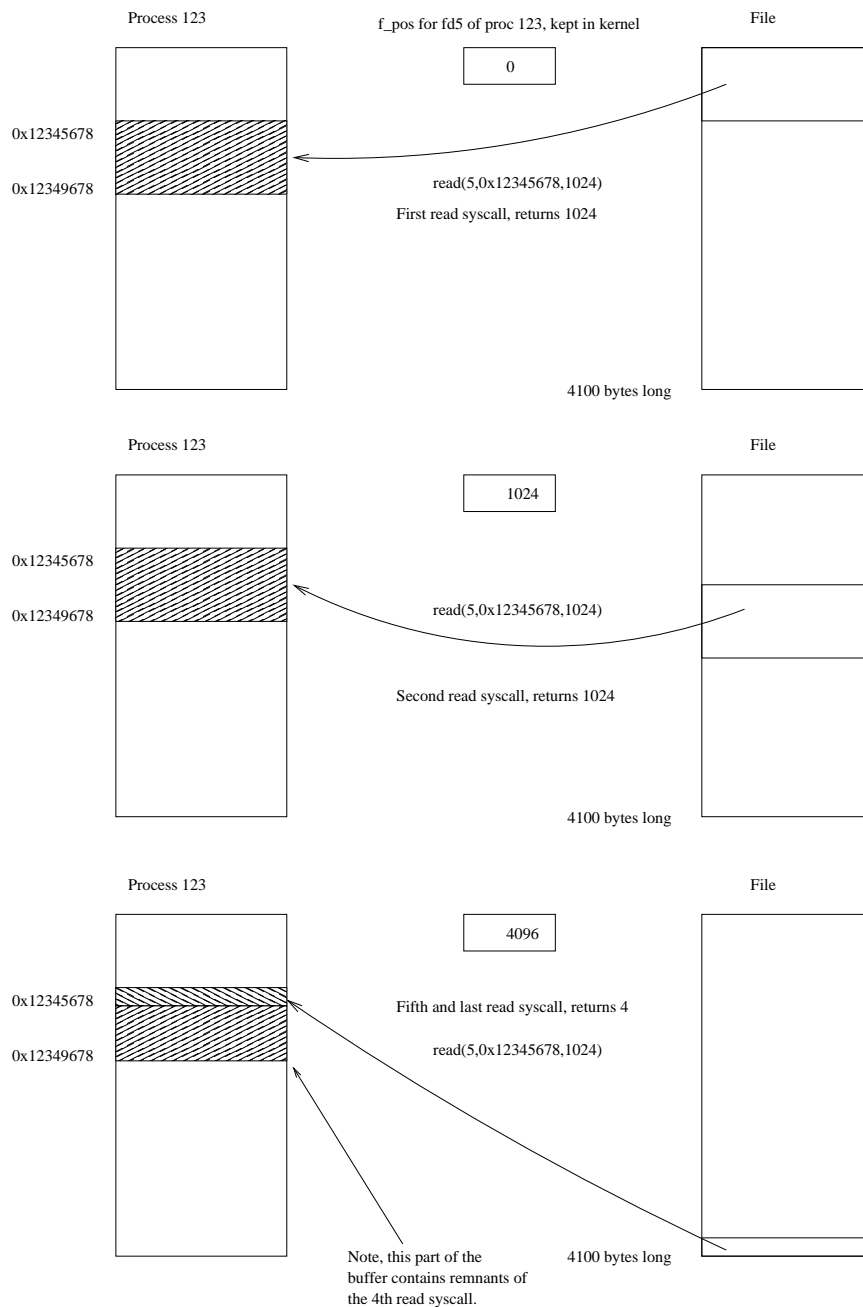 Process 123
f_pos for fd5 of proc 123, kept in kernel
File
0
0x12345678
0x12349678
read(5,0x12345678,1024)
First read syscall, returns 1024
4100 bytes long
Process 123
File
1024
0x12345678
0x12349678
read(5,0x12345678,1024)
Second read syscall, returns 1024
4100 bytes long
Process 123
File
4096
0x12345678
Fifth and last read syscall, returns 4
0x12349678
read(5,0x12345678,1024)
Note, this part of the
buffer contains remnants of
the 4th read syscall.
4100 bytes long